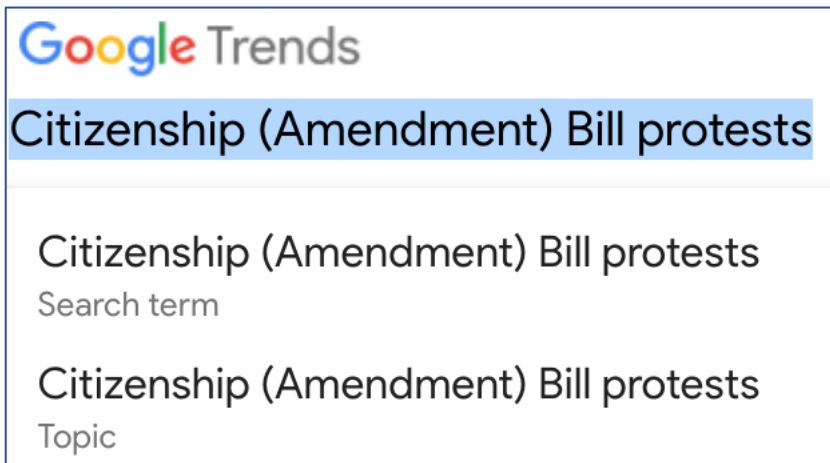 Google Trends
Citizenship (Amendment) Bill protests
Citizenship (Amendment) Bill protests
Search term
Citizenship (Amendment) Bill protests
Topic